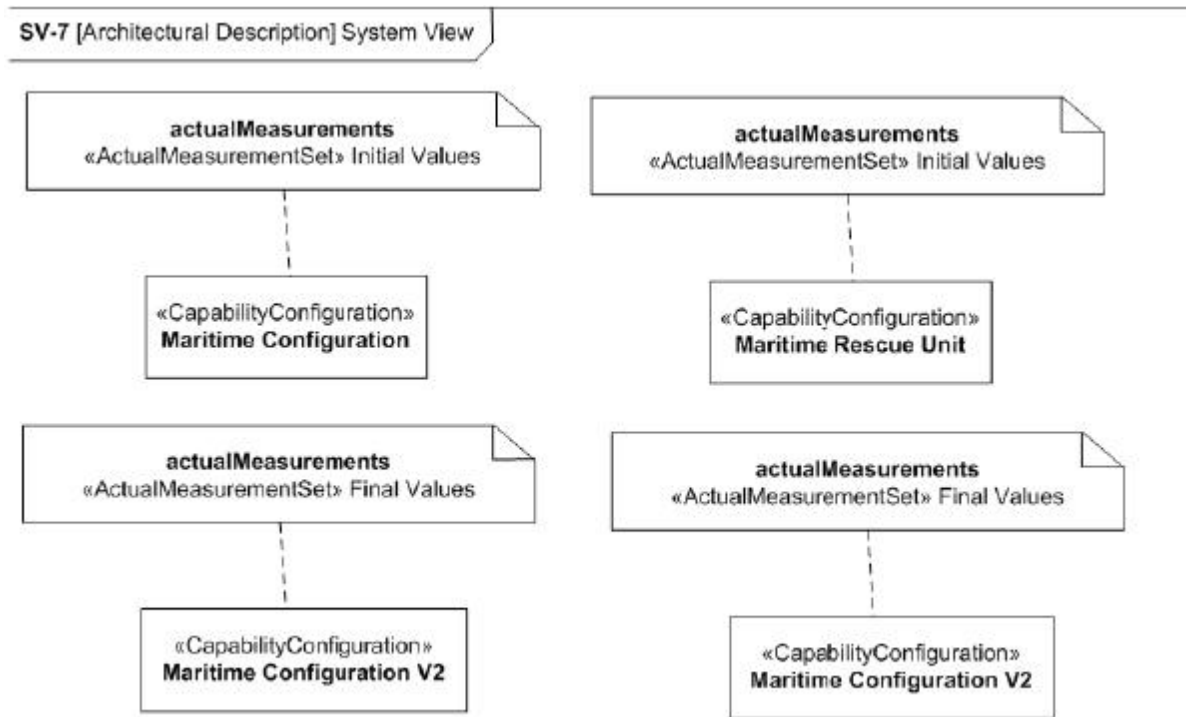 SV-7 [Architectural Description] System View
actualMeasurements
«ActualMeasurementSet» Initial Values
actualMeasurements
«ActualMeasurementSet» Initial Values
«CapabilityConfiguration»
Maritime Configuration
«CapabilityConfiguration»
Maritime Rescue Unit
actualMeasurements
«ActualMeasurementSet» Final Values
actualMeasurements
«ActualMeasurementSet» Final Values
«CapabilityConfiguration»
Maritime Configuration V2
«CapabilityConfiguration»
Maritime Configuration V2